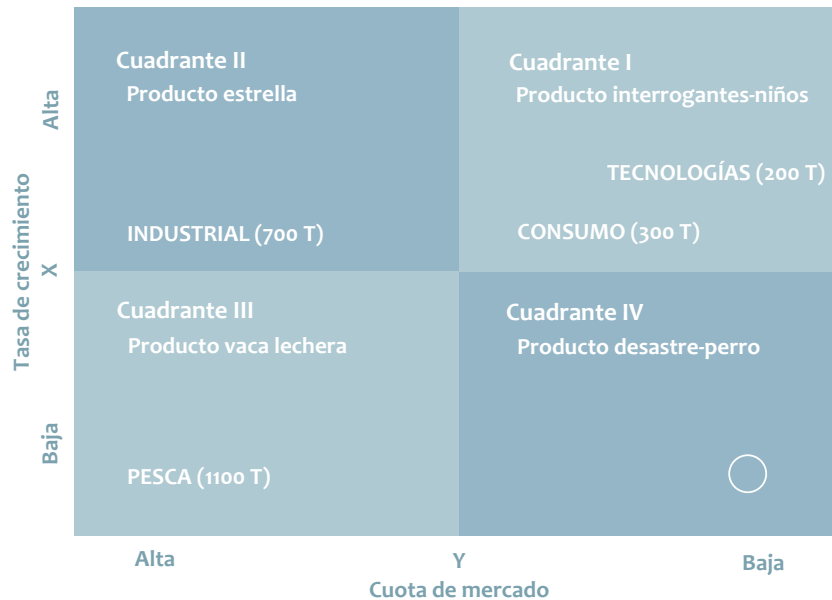 Cuadrante II
Producto estrella
INDUSTRIAL (700 T)
Cuadrante I
Producto interrogantes-niños
TECNOLOGÍAS (200 T)
CONSUMO (300 T)
Cuadrante III
Producto vaca lechera
PESCA (1100 T)
Cuadrante IV
Producto desastre-perro
Tasa de crecimiento
Alta
X
Baja
Alta
Y
Baja
Cuota de mercado